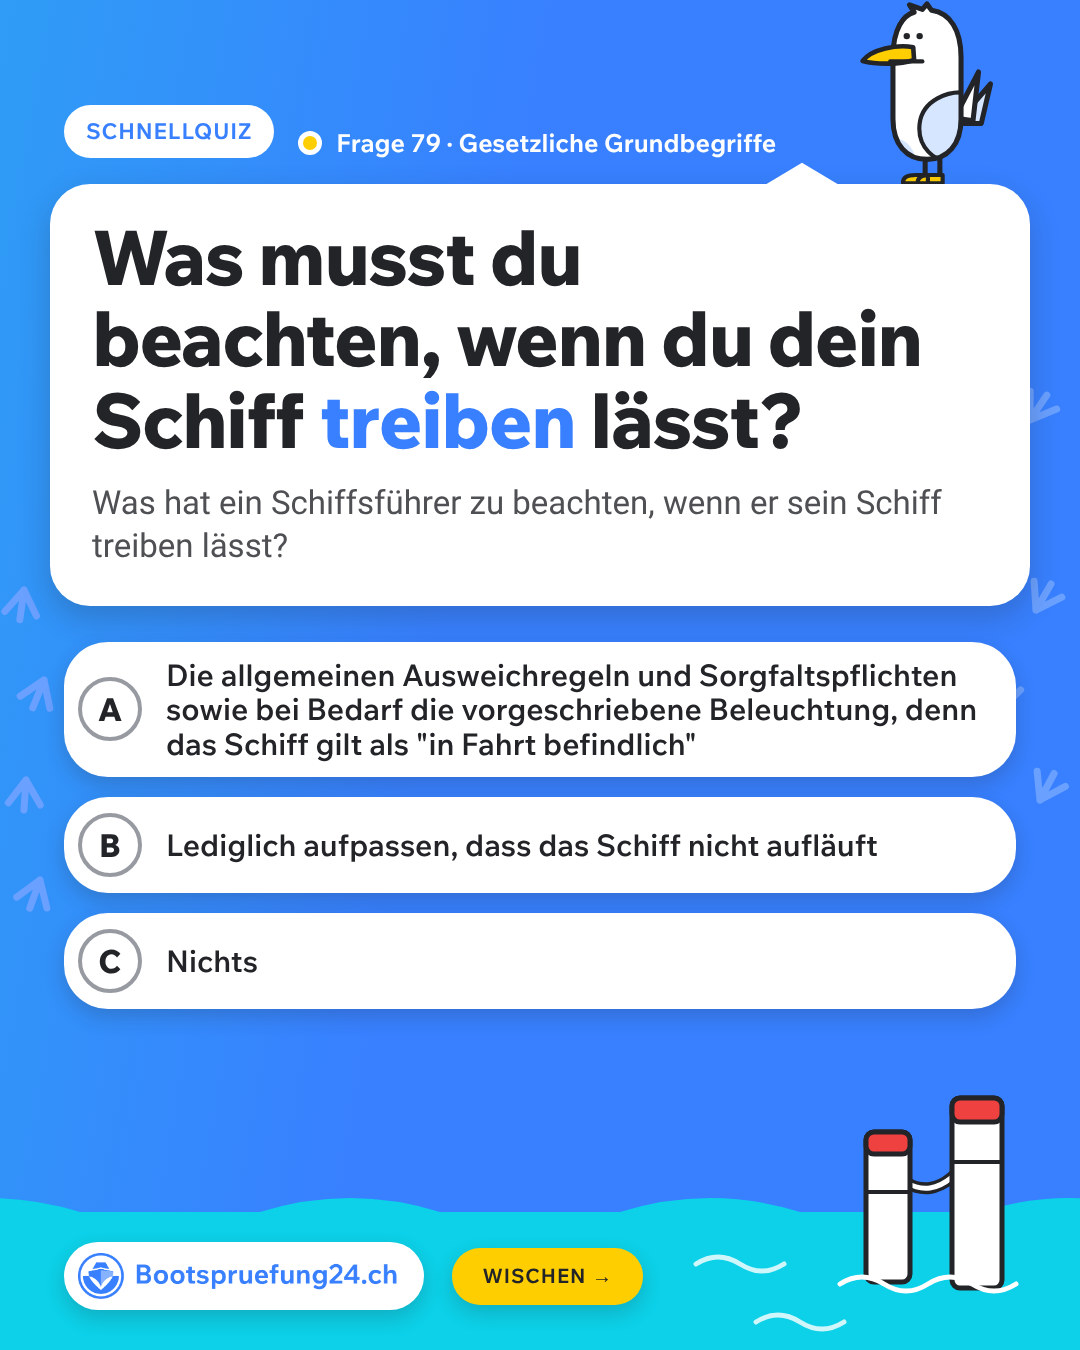 SCHNELLQUIZ
Frage 79 · Gesetzliche Grundbegriffe
Was musst du
beachten, wenn du dein
Schiff treiben lässt?
Was hat ein Schiffsführer zu beachten, wenn er sein Schiff
treiben lässt?
A
Die allgemeinen Ausweichregeln und Sorgfaltspflichten
sowie bei Bedarf die vorgeschriebene Beleuchtung, denn
das Schiff gilt als "in Fahrt befindlich"
B
Lediglich aufpassen, dass das Schiff nicht aufläuft
C
Nichts
Bootspruefung24.ch
WISCHEN →